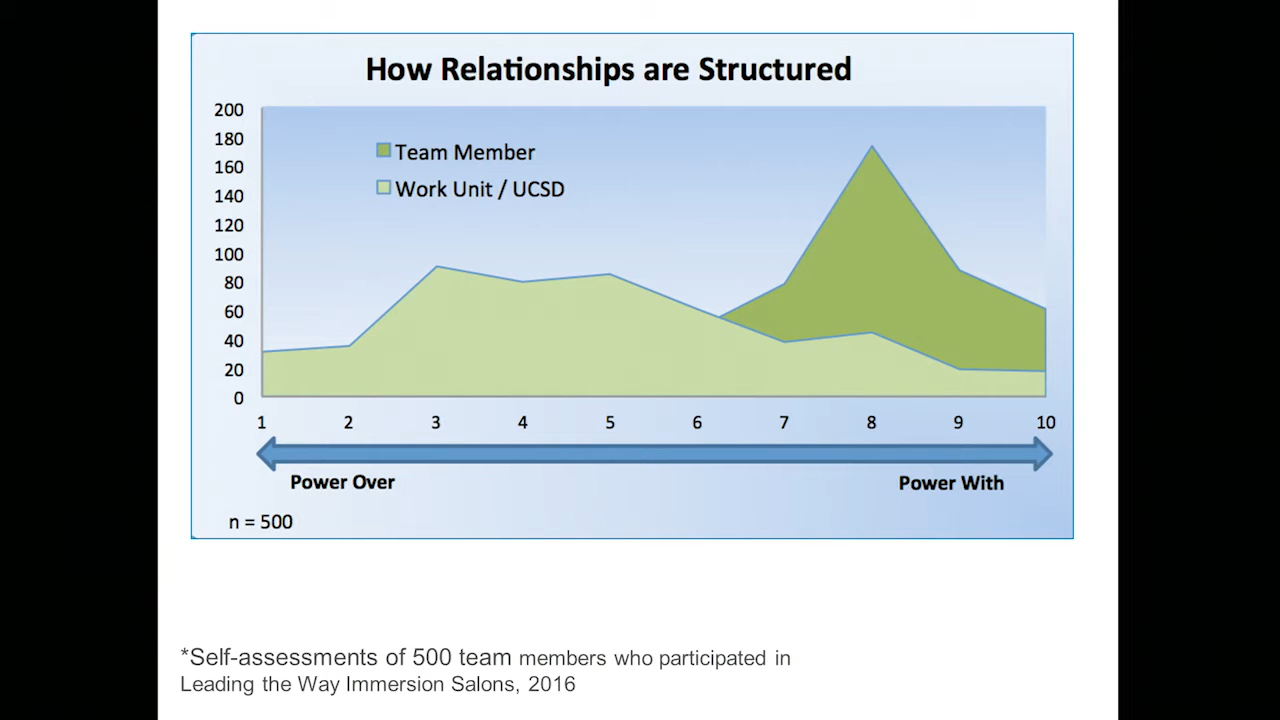 How Relationships are Structured
200
180
160
140
120
100
80
60
40
20
0
Team Member
Work Unit / UCSD
1 2 3 4 5 6 7 8 9 10
Power Over
Power With
n = 500
*Self-assessments of 500 team members who participated in
Leading the Way Immersion Salons, 2016